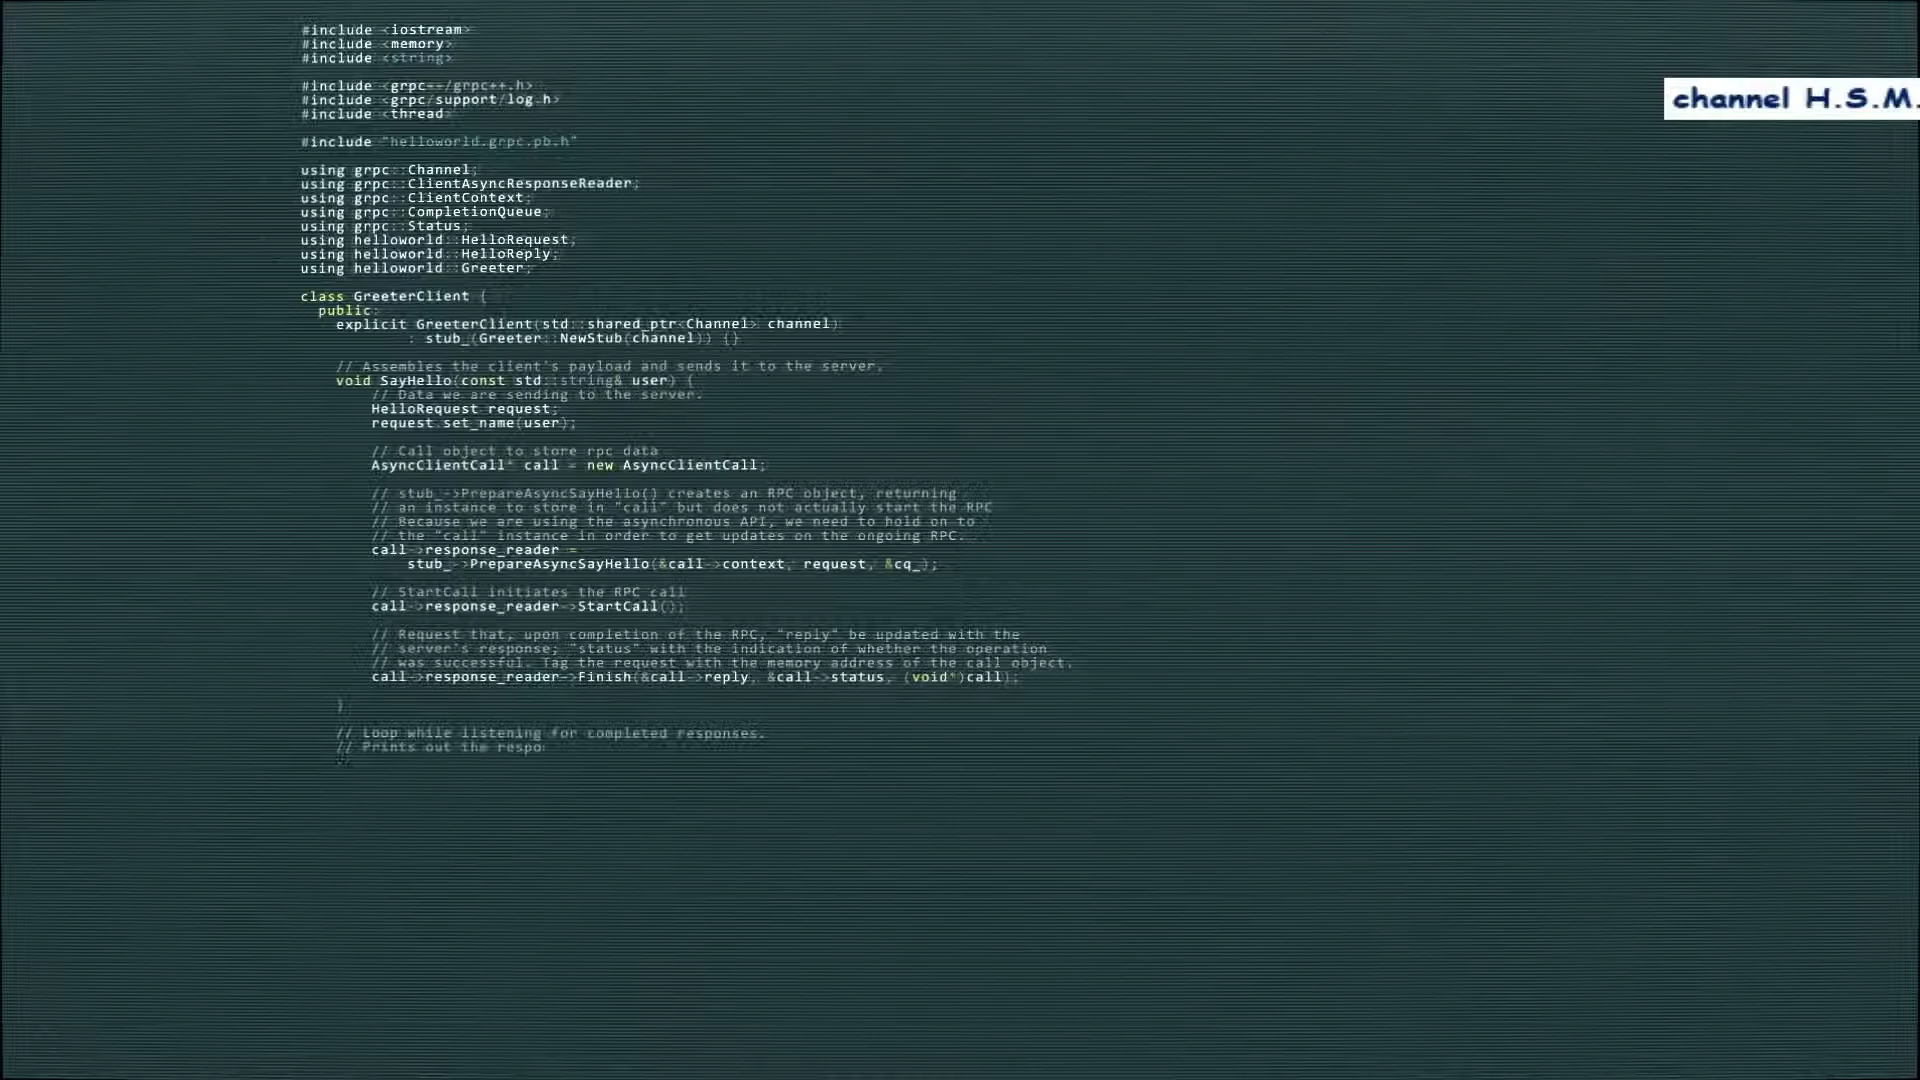 #include <iostream>
#include <memory>
#include <string>
#include <grpc++/grpc++.h>
#include <grpc/support/log.h>
#include <thread>
channel H.S.M.
#include "helloworld.grpc.pb.h"
using grpc::Channel;
using grpc::ClientAsyncResponseReader;
using grpc::ClientContext;
using grpc::CompletionQueue;
using grpc::Status;
using helloworld::HelloRequest;
using helloworld::HelloReply;
using helloworld::Greeter;
class GreeterClient {
public:
explicit GreeterClient(std::shared_ptr<Channel> channel)
: stub_(Greeter::NewStub(channel)) {}
// Assembles the client's payload and sends it to the server.
void SayHello(const std::string& user) {
// Data we are sending to the server.
HelloRequest request;
request.set_name(user);
// Call object to store rpc data
AsyncClientCall* call = new AsyncClientCall;
// stub_->PrepareAsyncSayHello() creates an RPC object, returning
// an instance to store in "call" but does not actually start the RPC
// Because we are using the asynchronous API, we need to hold on to
// the "call" instance in order to get updates on the ongoing RPC.
call->response_reader =
stub_->PrepareAsyncSayHello(&call->context, request, &cq_);
// StartCall initiates the RPC call
call->response_reader->StartCall();
// Request that, upon completion of the RPC, "reply" be updated with the
// server's response; "status" with the indication of whether the operation
// was successful. Tag the request with the memory address of the call object.
call->response_reader->Finish(&call->reply, &call->status, (void*)call);
}
// Loop while listening for completed responses.
// Prints out the respo